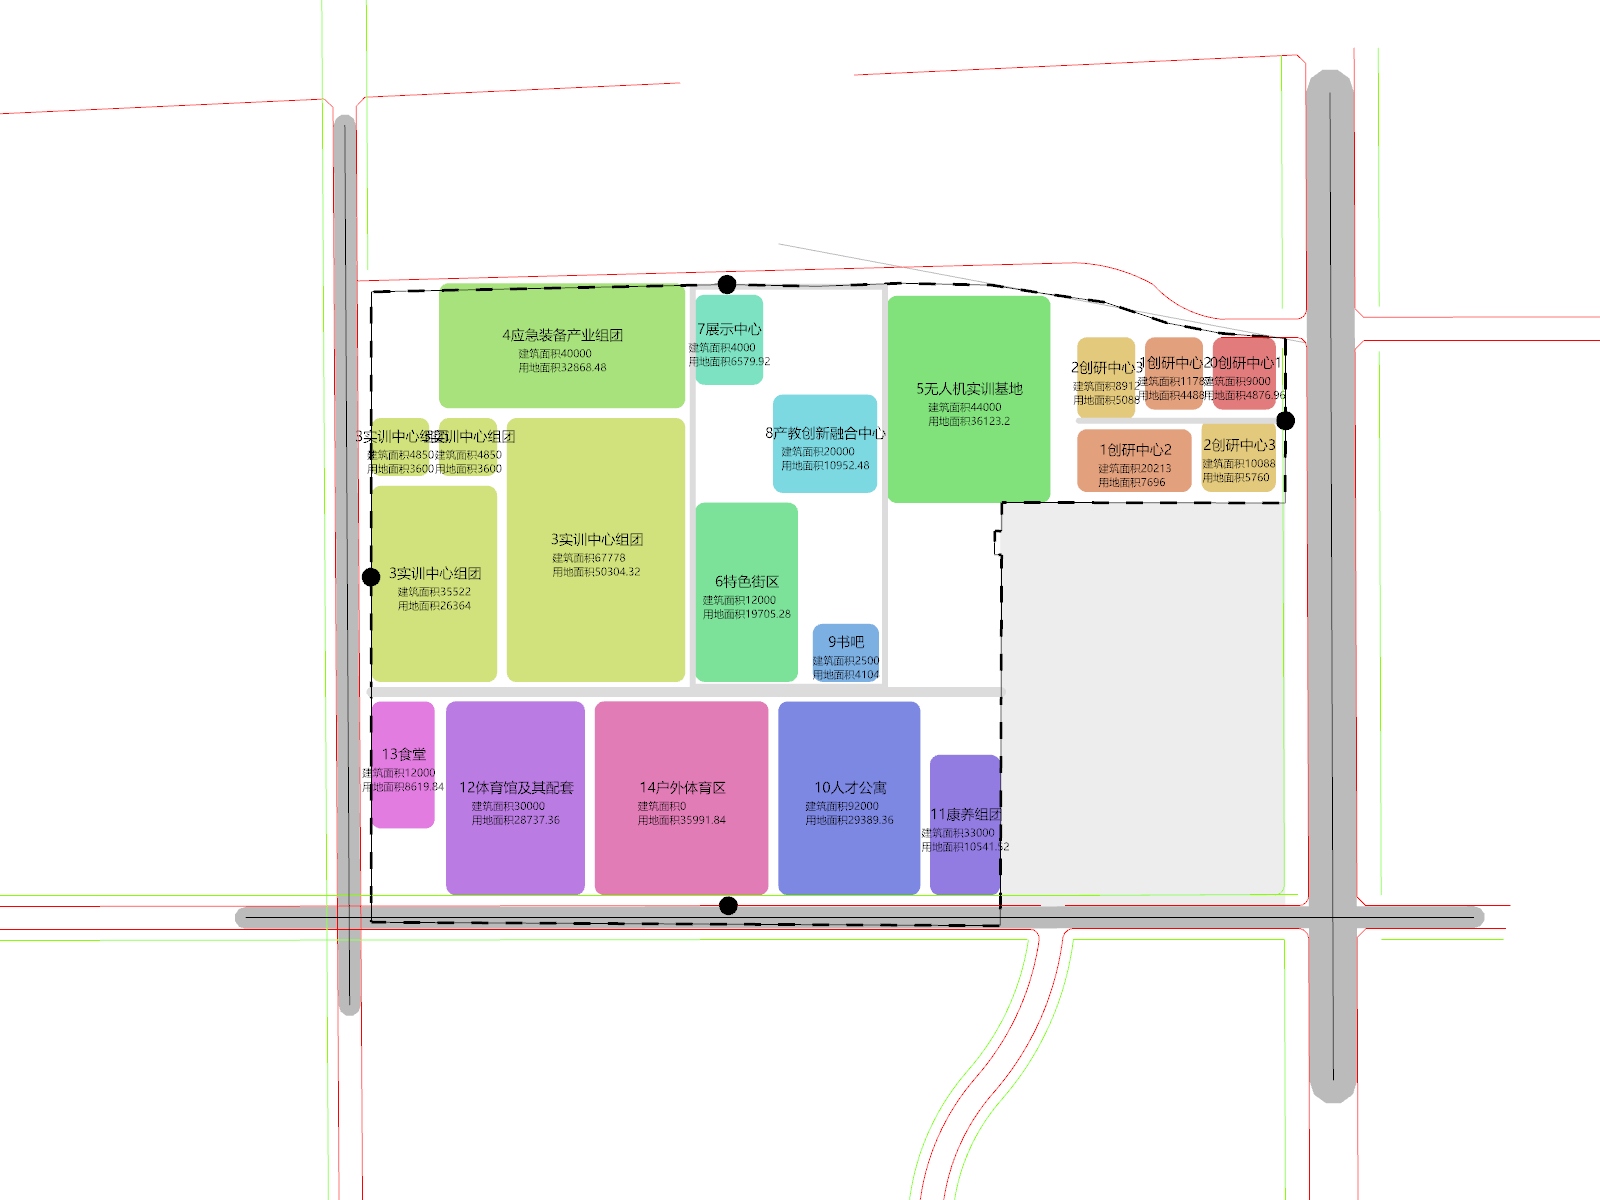 4应急装备产业组团
建筑面积40000
用地面积32868.48
7展示中心
建筑面积4000
用地面积6579.92
5无人机实训基地
建筑面积44000
用地面积36123.2
2创研中心3
建筑面积8912
用地面积5088
1创研中心2
建筑面积1178
用地面积4488
0创研中心1
建筑面积9000
用地面积4876.96
3实训中心组团
建筑面积4850
用地面积3600
3实训中心组团
建筑面积4850
用地面积3600
8产教创新融合中心
建筑面积20000
用地面积10952.48
1创研中心2
建筑面积20213
用地面积7696
2创研中心3
建筑面积10088
用地面积5760
3实训中心组团
建筑面积35522
用地面积26364
3实训中心组团
建筑面积67778
用地面积50304.32
6特色街区
建筑面积12000
用地面积19705.28
9书吧
建筑面积2500
用地面积4104
13食堂
建筑面积12000
用地面积8619.84
12体育馆及其配套
建筑面积30000
用地面积28737.36
14户外体育区
建筑面积0
用地面积35991.84
10人才公寓
建筑面积92000
用地面积29389.36
11康养组团
建筑面积33000
用地面积10541.52